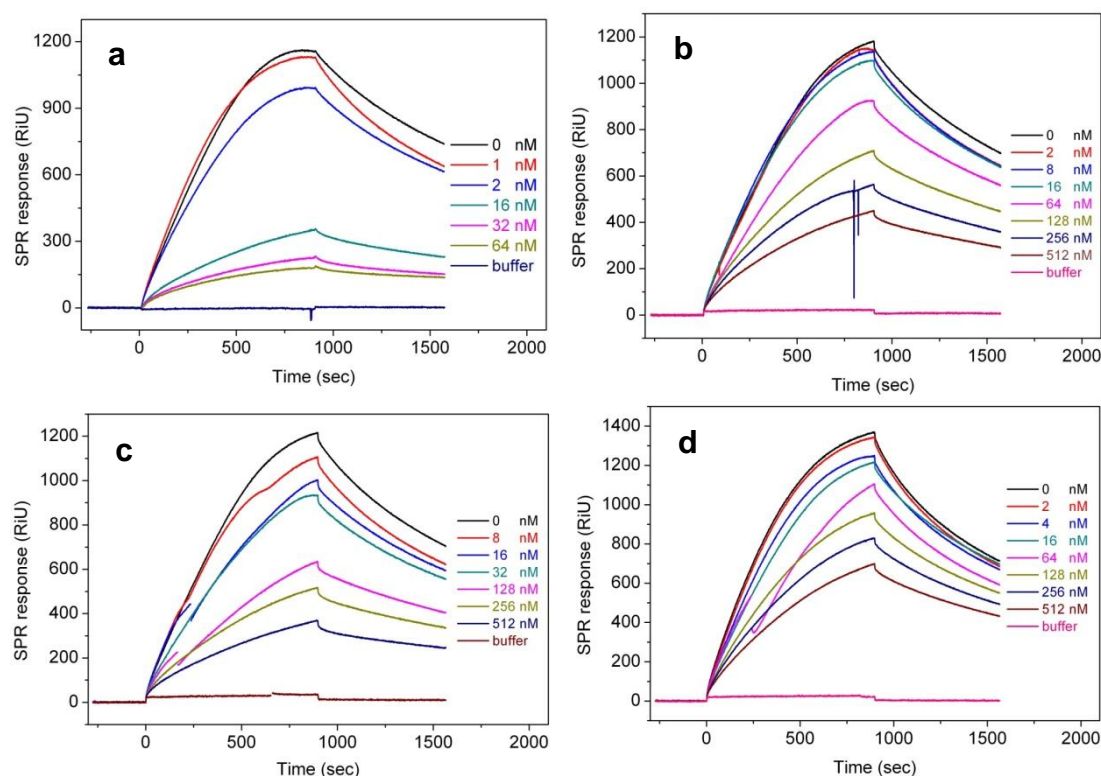 a
SPR response (RiU)
1200
900
600
300
0
0 nM
1 nM
2 nM
16 nM
32 nM
64 nM
buffer
0 500 1000 1500 2000
Time (sec)
b
SPR response (RiU)
1200
1000
800
600
400
200
0
0 nM
2 nM
8 nM
16 nM
64 nM
128 nM
256 nM
512 nM
buffer
0 500 1000 1500 2000
Time (sec)
c
SPR response (RiU)
1200
1000
800
600
400
200
0
0 nM
8 nM
16 nM
32 nM
128 nM
256 nM
512 nM
buffer
0 500 1000 1500 2000
Time (sec)
d
SPR response (RiU)
1400
1200
1000
800
600
400
200
0
0 nM
2 nM
4 nM
16 nM
64 nM
128 nM
256 nM
512 nM
buffer
0 500 1000 1500 2000
Time (sec)